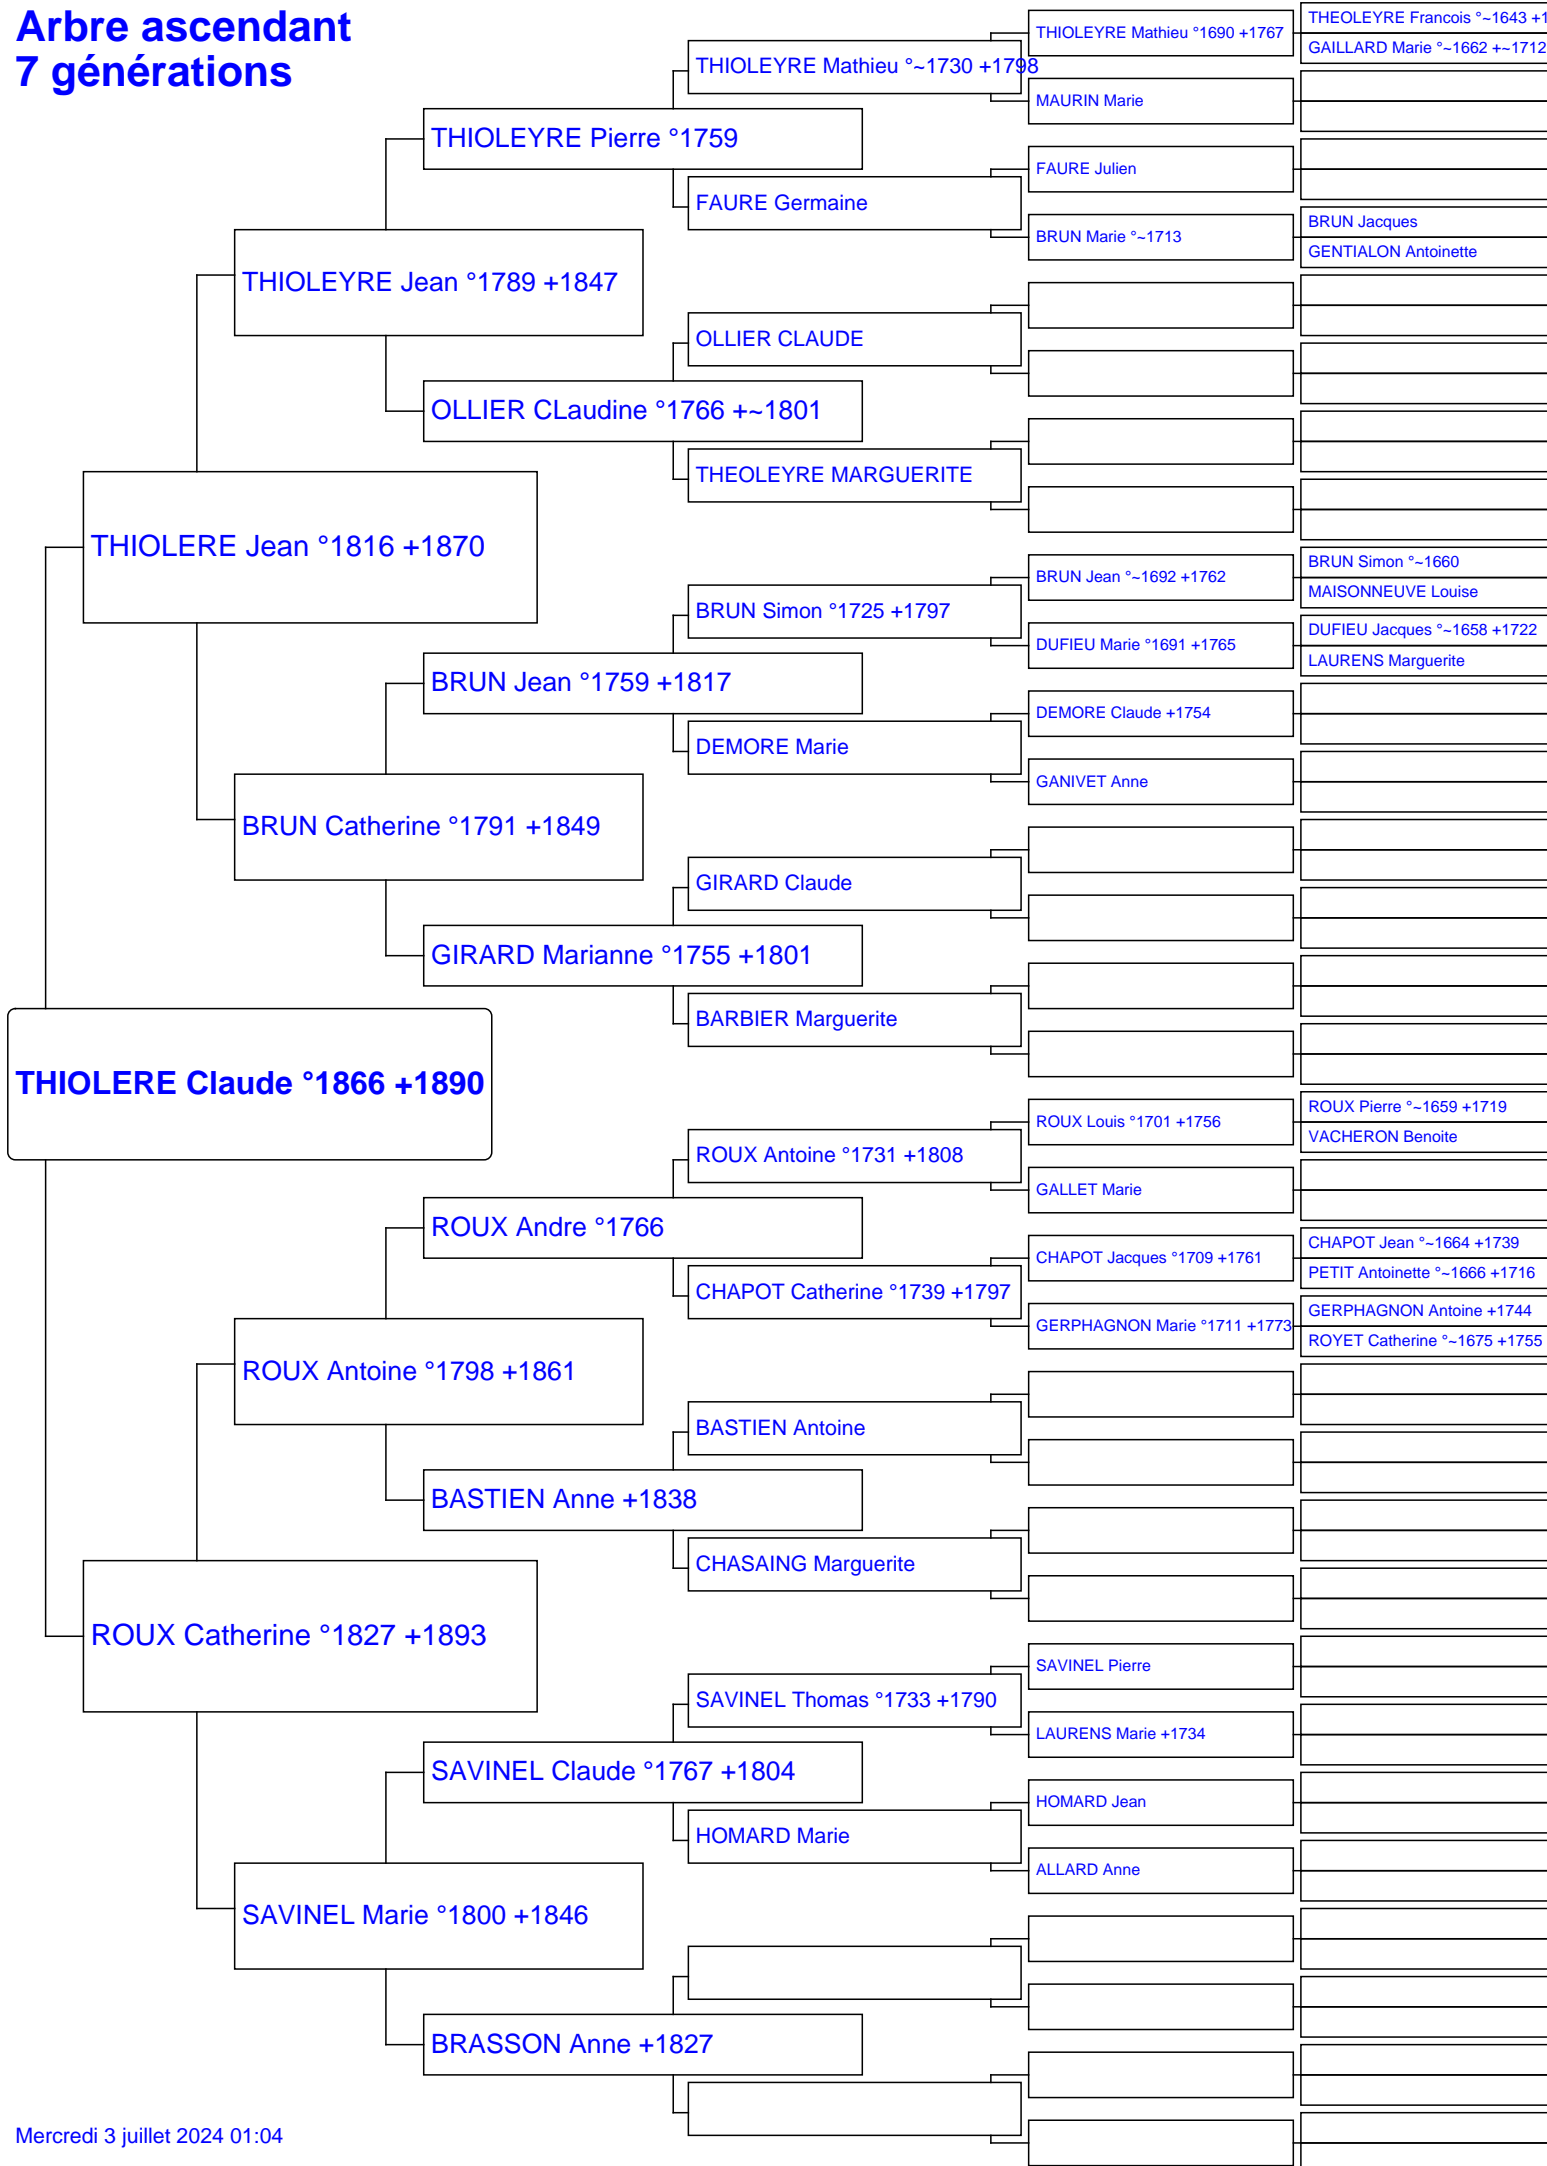 Arbre ascendant
7 générations
THIOLERE Claude °1866 +1890
THIOLERE Jean °1816 +1870
ROUX Catherine °1827 +1893
THIOLEYRE Jean °1789 +1847
BRUN Catherine °1791 +1849
ROUX Antoine °1798 +1861
SAVINEL Marie °1800 +1846
THIOLEYRE Pierre °1759
OLLIER CLaudine °1766 +~1801
BRUN Jean °1759 +1817
GIRARD Marianne °1755 +1801
ROUX Andre °1766
BASTIEN Anne +1838
SAVINEL Claude °1767 +1804
BRASSON Anne +1827
THIOLEYRE Mathieu °~1730 +1798
FAURE Germaine
OLLIER CLAUDE
THEOLEYRE MARGUERITE
BRUN Simon °1725 +1797
DEMORE Marie
GIRARD Claude
BARBIER Marguerite
ROUX Antoine °1731 +1808
CHAPOT Catherine °1739 +1797
BASTIEN Antoine
CHASAING Marguerite
SAVINEL Thomas °1733 +1790
HOMARD Marie
THIOLEYRE Mathieu °1690 +1767
MAURIN Marie
FAURE Julien
BRUN Marie °~1713
BRUN Jean °~1692 +1762
DUFIEU Marie °1691 +1765
DEMORE Claude +1754
GANIVET Anne
ROUX Louis °1701 +1756
GALLET Marie
CHAPOT Jacques °1709 +1761
GERPHAGNON Marie °1711 +1773
SAVINEL Pierre
LAURENS Marie +1734
HOMARD Jean
ALLARD Anne
THEOLEYRE Francois °~1643
GAILLARD Marie °~1662 +~1712
BRUN Jacques
GENTIALON Antoinette
BRUN Simon °~1660
MAISONNEUVE Louise
DUFIEU Jacques °~1658 +1722
LAURENS Marguerite
ROUX Pierre °~1659 +1719
VACHERON Benoite
CHAPOT Jean °~1664 +1739
PETIT Antoinette °~1666 +1716
GERPHAGNON Antoine +1744
ROYET Catherine °~1675 +1755
Mercredi 3 juillet 2024 01:04